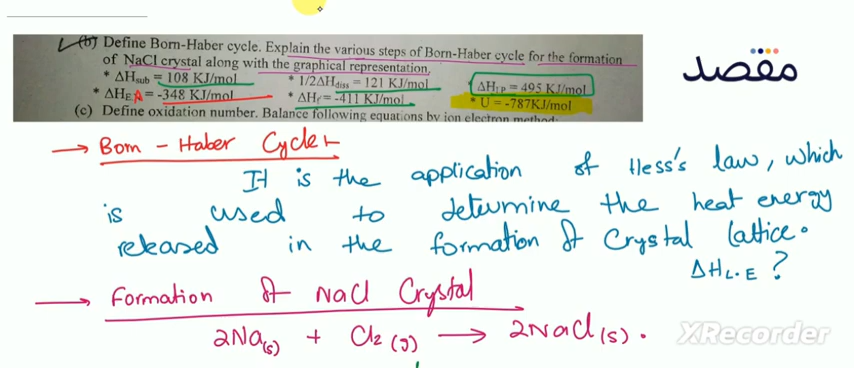 (b) Define Born-Haber cycle. Explain the various steps of Born-Haber cycle for the formation
of NaCl crystal along with the graphical representation.
* ΔHsub = 108 KJ/mol * 1/2ΔHdiss = 121 KJ/mol * ΔHI.P = 495 KJ/mol
* ΔHEA = -348 KJ/mol * ΔHf = -411 KJ/mol * U = -787KJ/mol
(c) Define oxidation number. Balance following equations by ion electron method:
مقصد
→ Born - Haber Cycle :-
It is the application of Hess's law, which
is used to determine the heat energy
released in the formation of Crystal lattice.
ΔHL.E ?
→ Formation of NaCl Crystal
2Na(s) + Cl2 (g) → 2NaCl (s) .
XRecorder